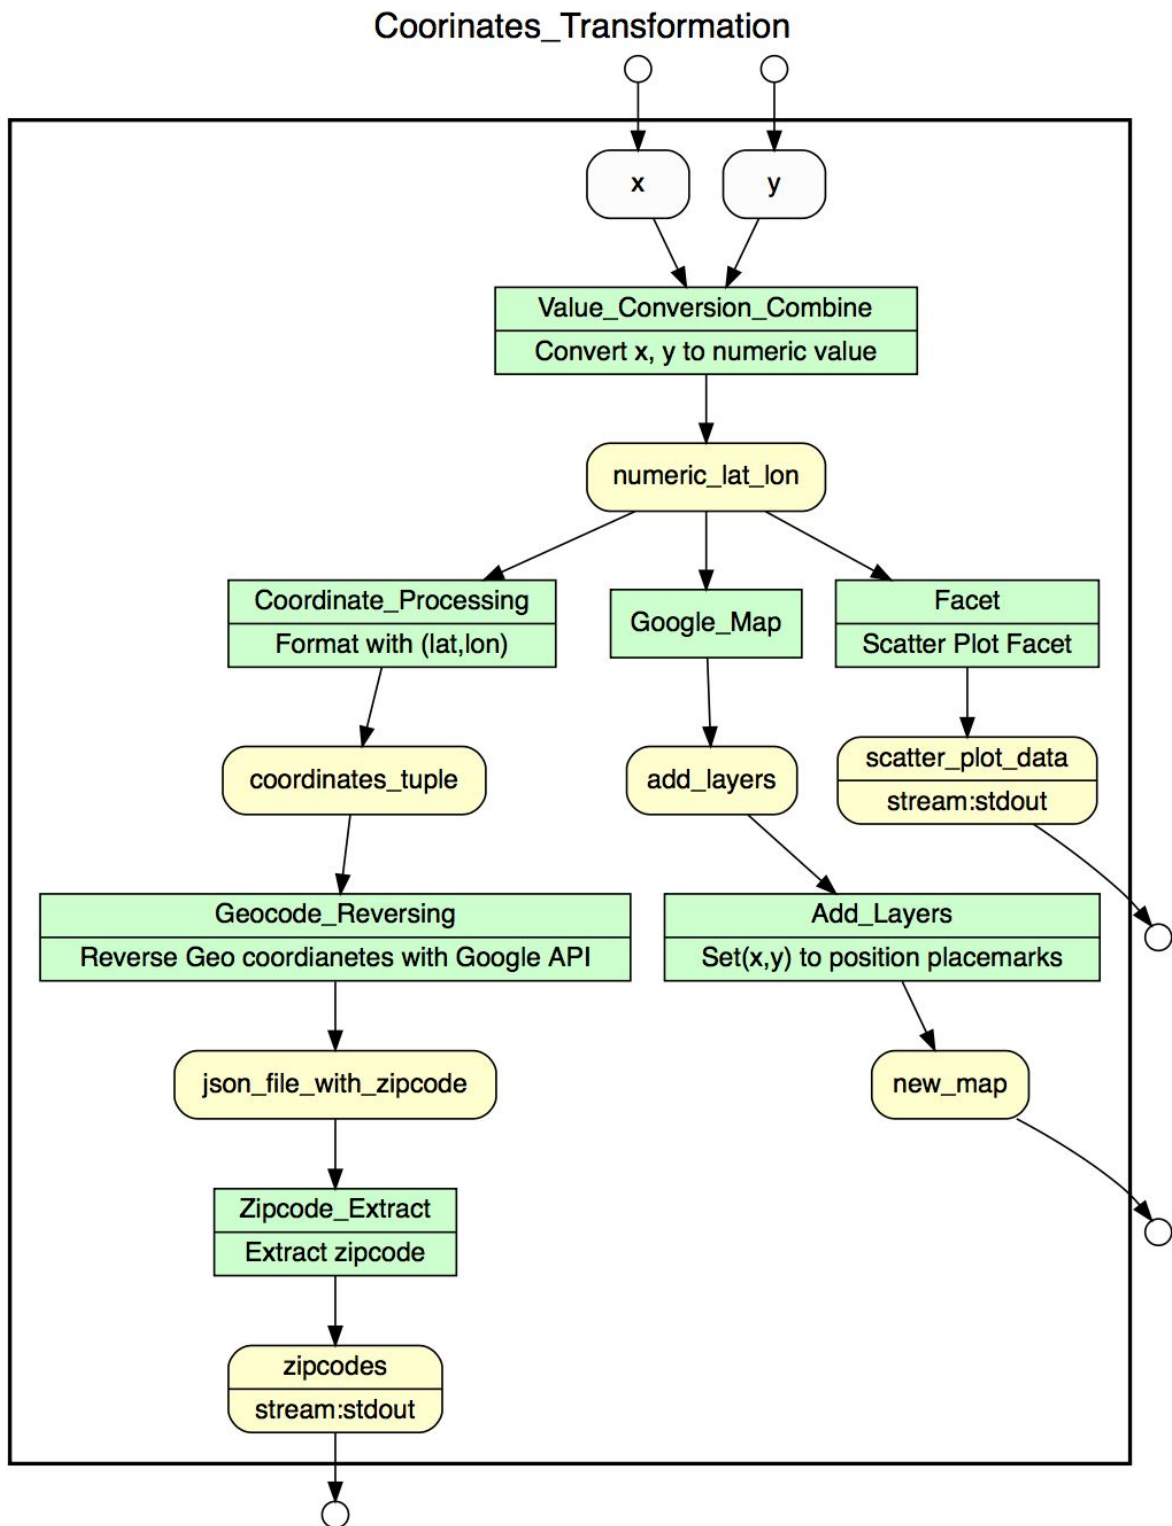 Coorinates_Transformation
x
y
Value_Conversion_Combine
Convert x, y to numeric value
numeric_lat_lon
Coordinate_Processing
Format with (lat,lon)
Google_Map
Facet
Scatter Plot Facet
coordinates_tuple
add_layers
scatter_plot_data
stream:stdout
Geocode_Reversing
Reverse Geo coordianetes with Google API
Add_Layers
Set(x,y) to position placemarks
json_file_with_zipcode
new_map
Zipcode_Extract
Extract zipcode
zipcodes
stream:stdout